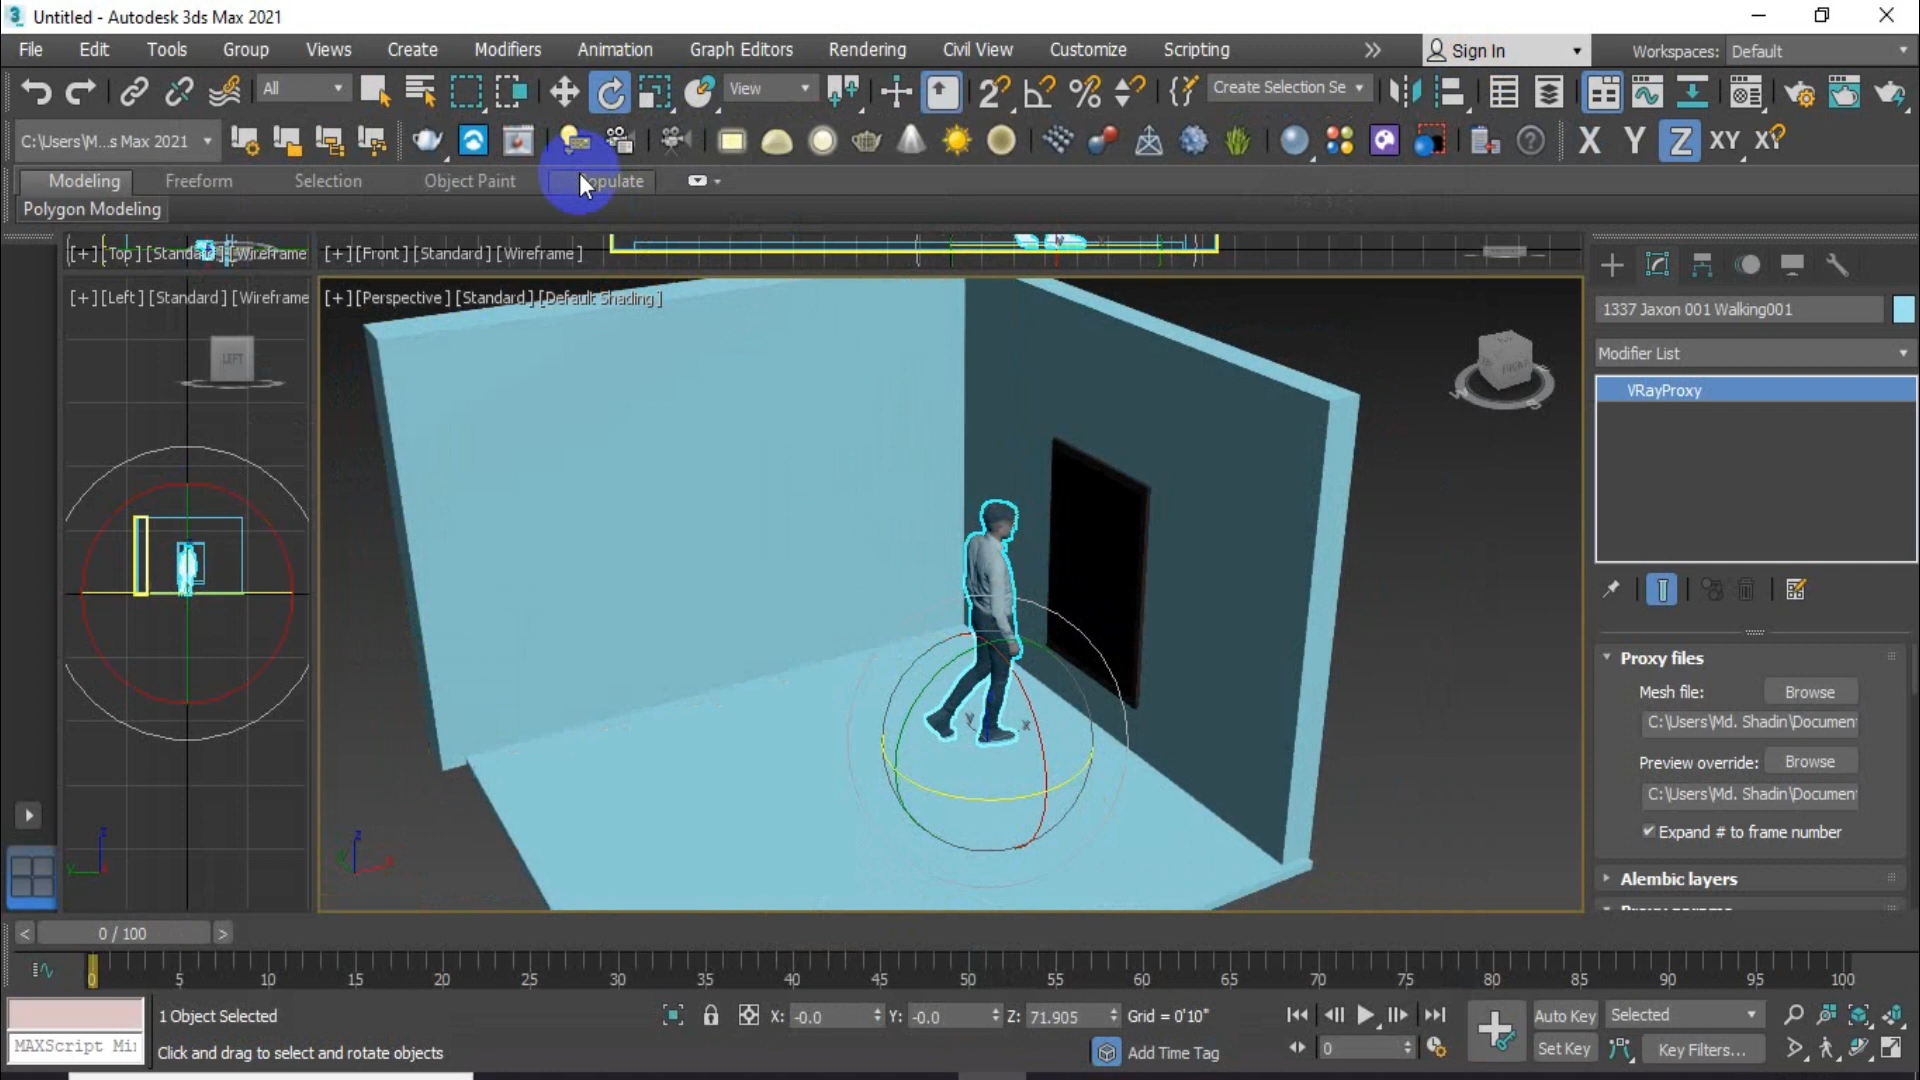 Untitled - Autodesk 3ds Max 2021
File Edit Tools Group Views Create Modifiers Animation Graph Editors Rendering Civil View Customize Scripting Sign In Workspaces: Default
All View Create Selection Se
C:\Users\M...s Max 2021 X Y Z XY XY
Modeling Freeform Selection Object Paint Populate
Polygon Modeling
[+] [Top] [Standard] [Wireframe [+] [Front] [Standard] [Wireframe]
[+] [Left] [Standard] [Wireframe [+] [Perspective] [Standard] [Default Shading]
1337 Jaxon 001 Walking001
Modifier List
LEFT
FRONT
VRayProxy
Proxy files
Mesh file: Browse
C:\Users\Md. Shadin\Documen
Preview override: Browse
C:\Users\Md. Shadin\Documen
Expand # to frame number
Alembic layers
0 / 100
0 5 10 15 20 25 30 35 40 45 50 55 60 65 70 75 80 85 90 95 100
1 Object Selected X: -0.0 Y: -0.0 Z: 71.905 Grid = 0'10" Auto Key Selected
MAXScript Mi Click and drag to select and rotate objects Add Time Tag 0 Set Key Key Filters...